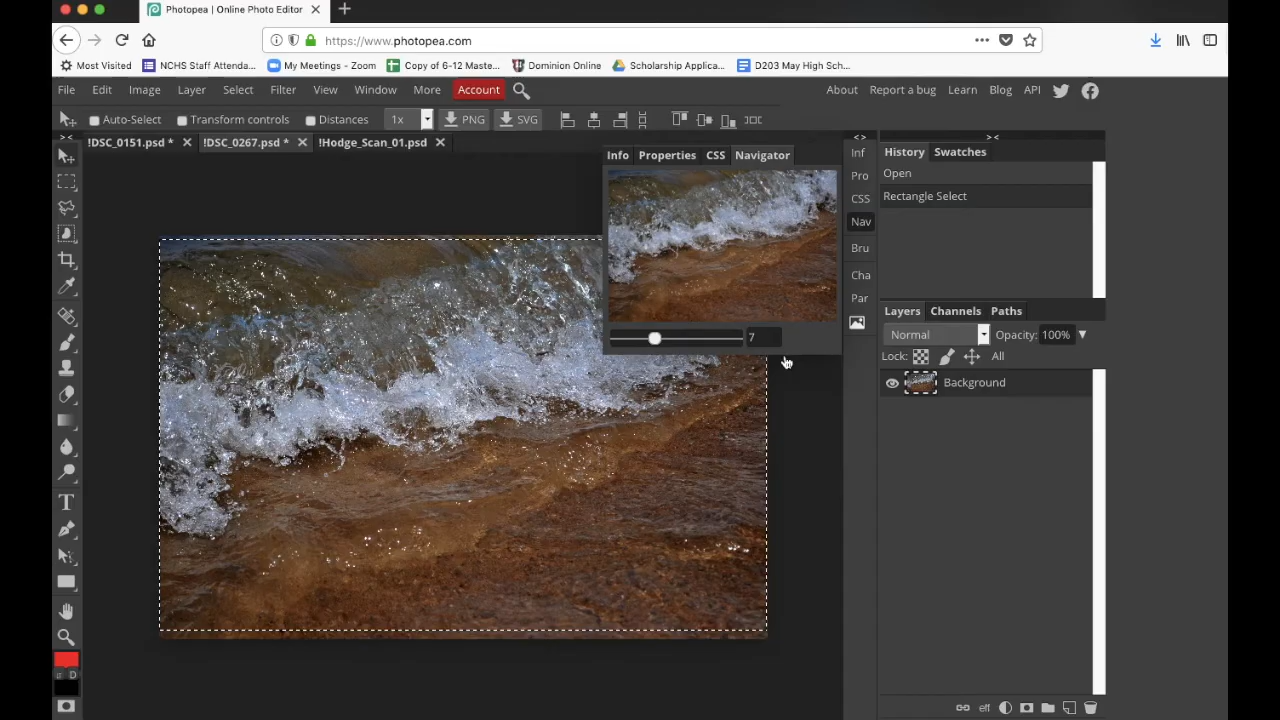 Photopea | Online Photo Editor
https://www.photopea.com
Most Visited NCHS Staff Attenda... My Meetings - Zoom Copy of 6-12 Maste... Dominion Online Scholarship Applica... D203 May High Sch...
File Edit Image Layer Select Filter View Window More Account About Report a bug Learn Blog API
Auto-Select Transform controls Distances 1x PNG SVG
!DSC_0151.psd * !DSC_0267.psd * !Hodge_Scan_01.psd
Info Properties CSS Navigator
7
Inf
Pro
CSS
Nav
Bru
Cha
Par
History Swatches
Open
Rectangle Select
Layers Channels Paths
Normal Opacity: 100%
Lock: All
Background
D
eff